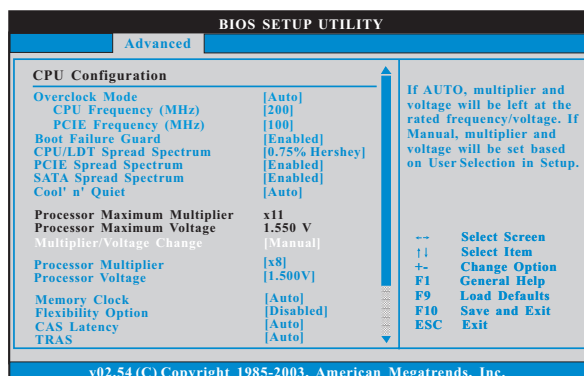 BIOS SETUP UTILITY
Advanced
CPU Configuration
Overclock Mode [Auto]
CPU Frequency (MHz) [200]
PCIE Frequency (MHz) [100]
Boot Failure Guard [Enabled]
CPU/LDT Spread Spectrum [0.75% Hershey]
PCIE Spread Spectrum [Enabled]
SATA Spread Spectrum [Enabled]
Cool' n' Quiet [Auto]
Processor Maximum Multiplier x11
Processor Maximum Voltage 1.550 V
Multiplier/Voltage Change [Manual]
Processor Multiplier [x8]
Processor Voltage [1.500V]
Memory Clock [Auto]
Flexibility Option [Disabled]
CAS Latency [Auto]
TRAS [Auto]
If AUTO, multiplier and
voltage will be left at the
rated frequency/voltage. If
Manual, multiplier and
voltage will be set based
on User Selection in Setup.
←→ Select Screen
↑↓ Select Item
+- Change Option
F1 General Help
F9 Load Defaults
F10 Save and Exit
ESC Exit
v02.54 (C) Copyright 1985-2003, American Megatrends, Inc.